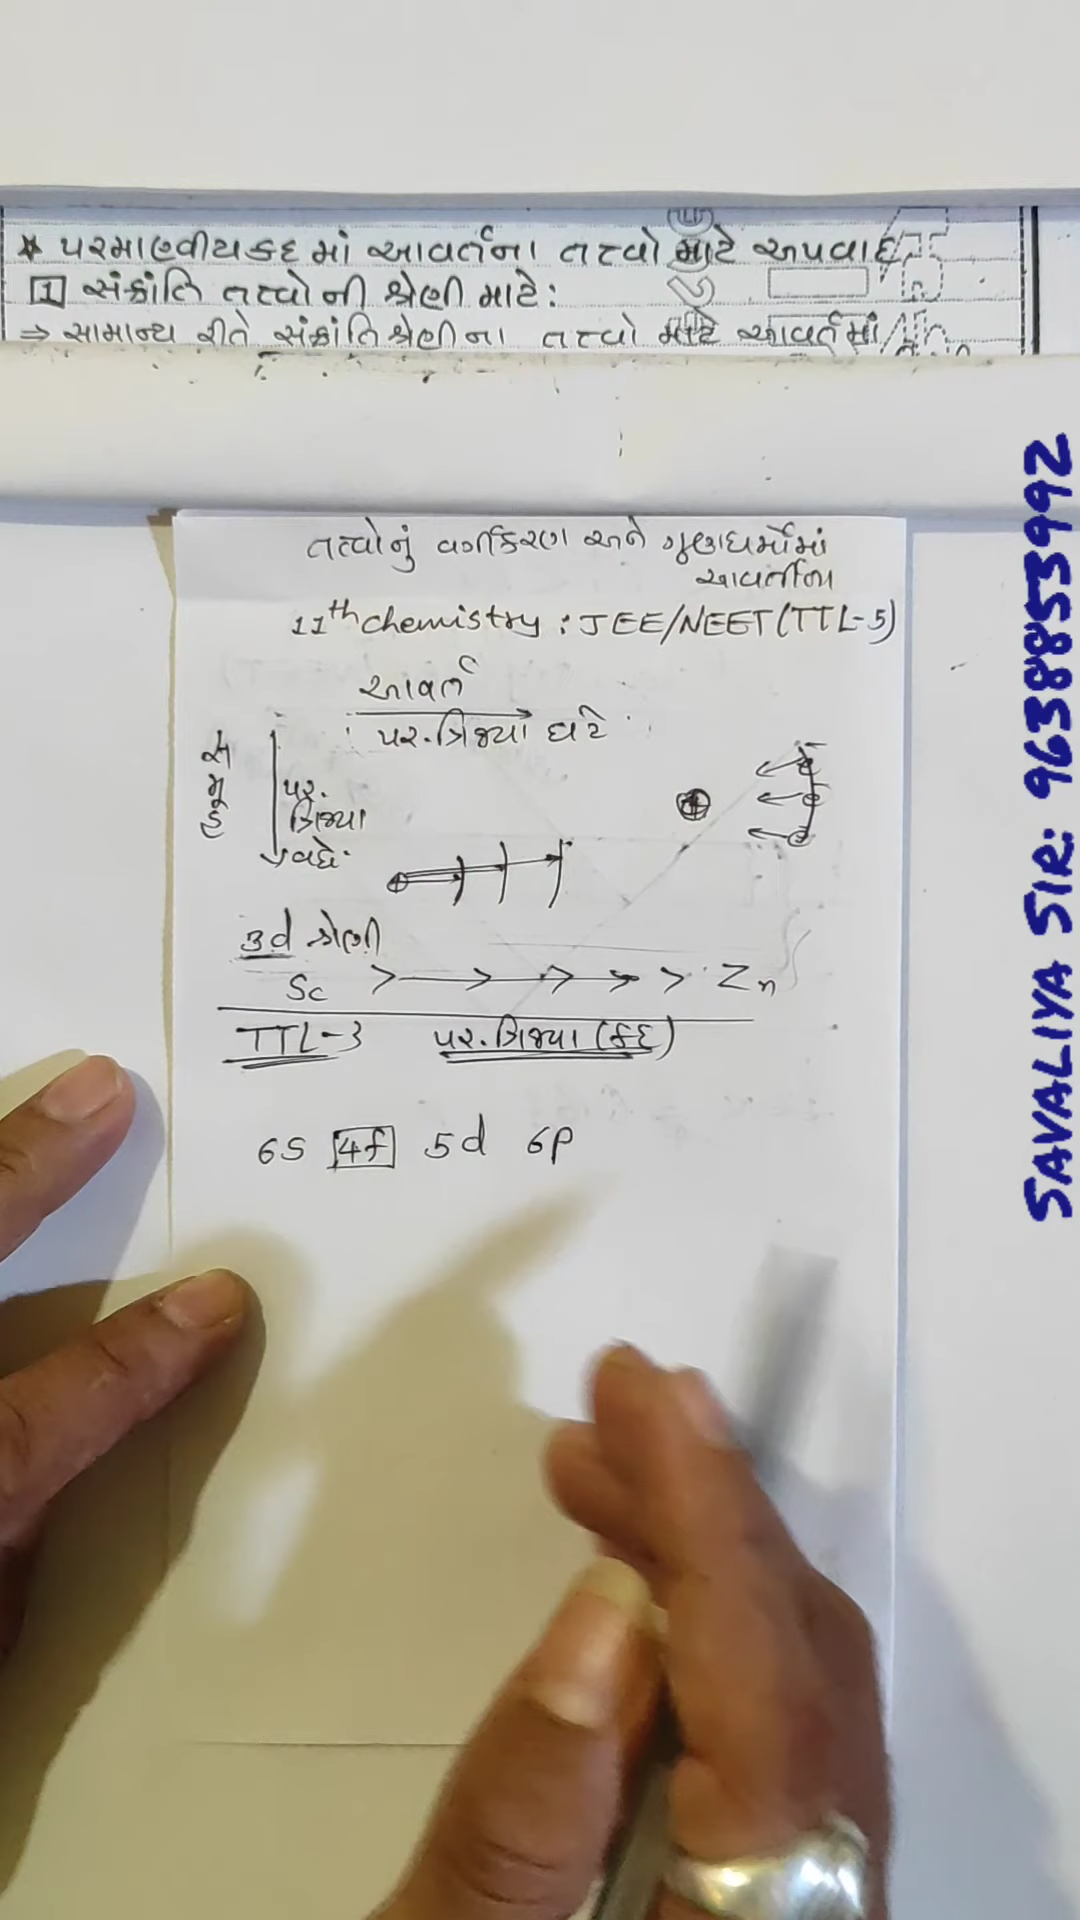 * પરમાણ્વીયકદ માં આવર્તના તત્વો માટે અપવાદ,
1 સંક્રાંતિ તત્વોની શ્રેણી માટે:
⇒ સામાન્ય રીતે સંક્રાંતિશ્રેણીના તત્વો માટે આવર્તમાં
તત્વોનું વર્ગીકરણ અને ગુણધર્મોમાં
આવર્તીતા
11th chemistry : JEE/NEET (TTL-5)
આવર્ત
પર.ત્રિજ્યા ઘટે
સમૂહ
પર.
ત્રિજ્યા
વધે.
3d શ્રેણી
Sc > > > > > Zn
TTL-3 પર.ત્રિજ્યા (કદ)
6s 4f 5d 6p
SAVALIYA SIR: 9638853992